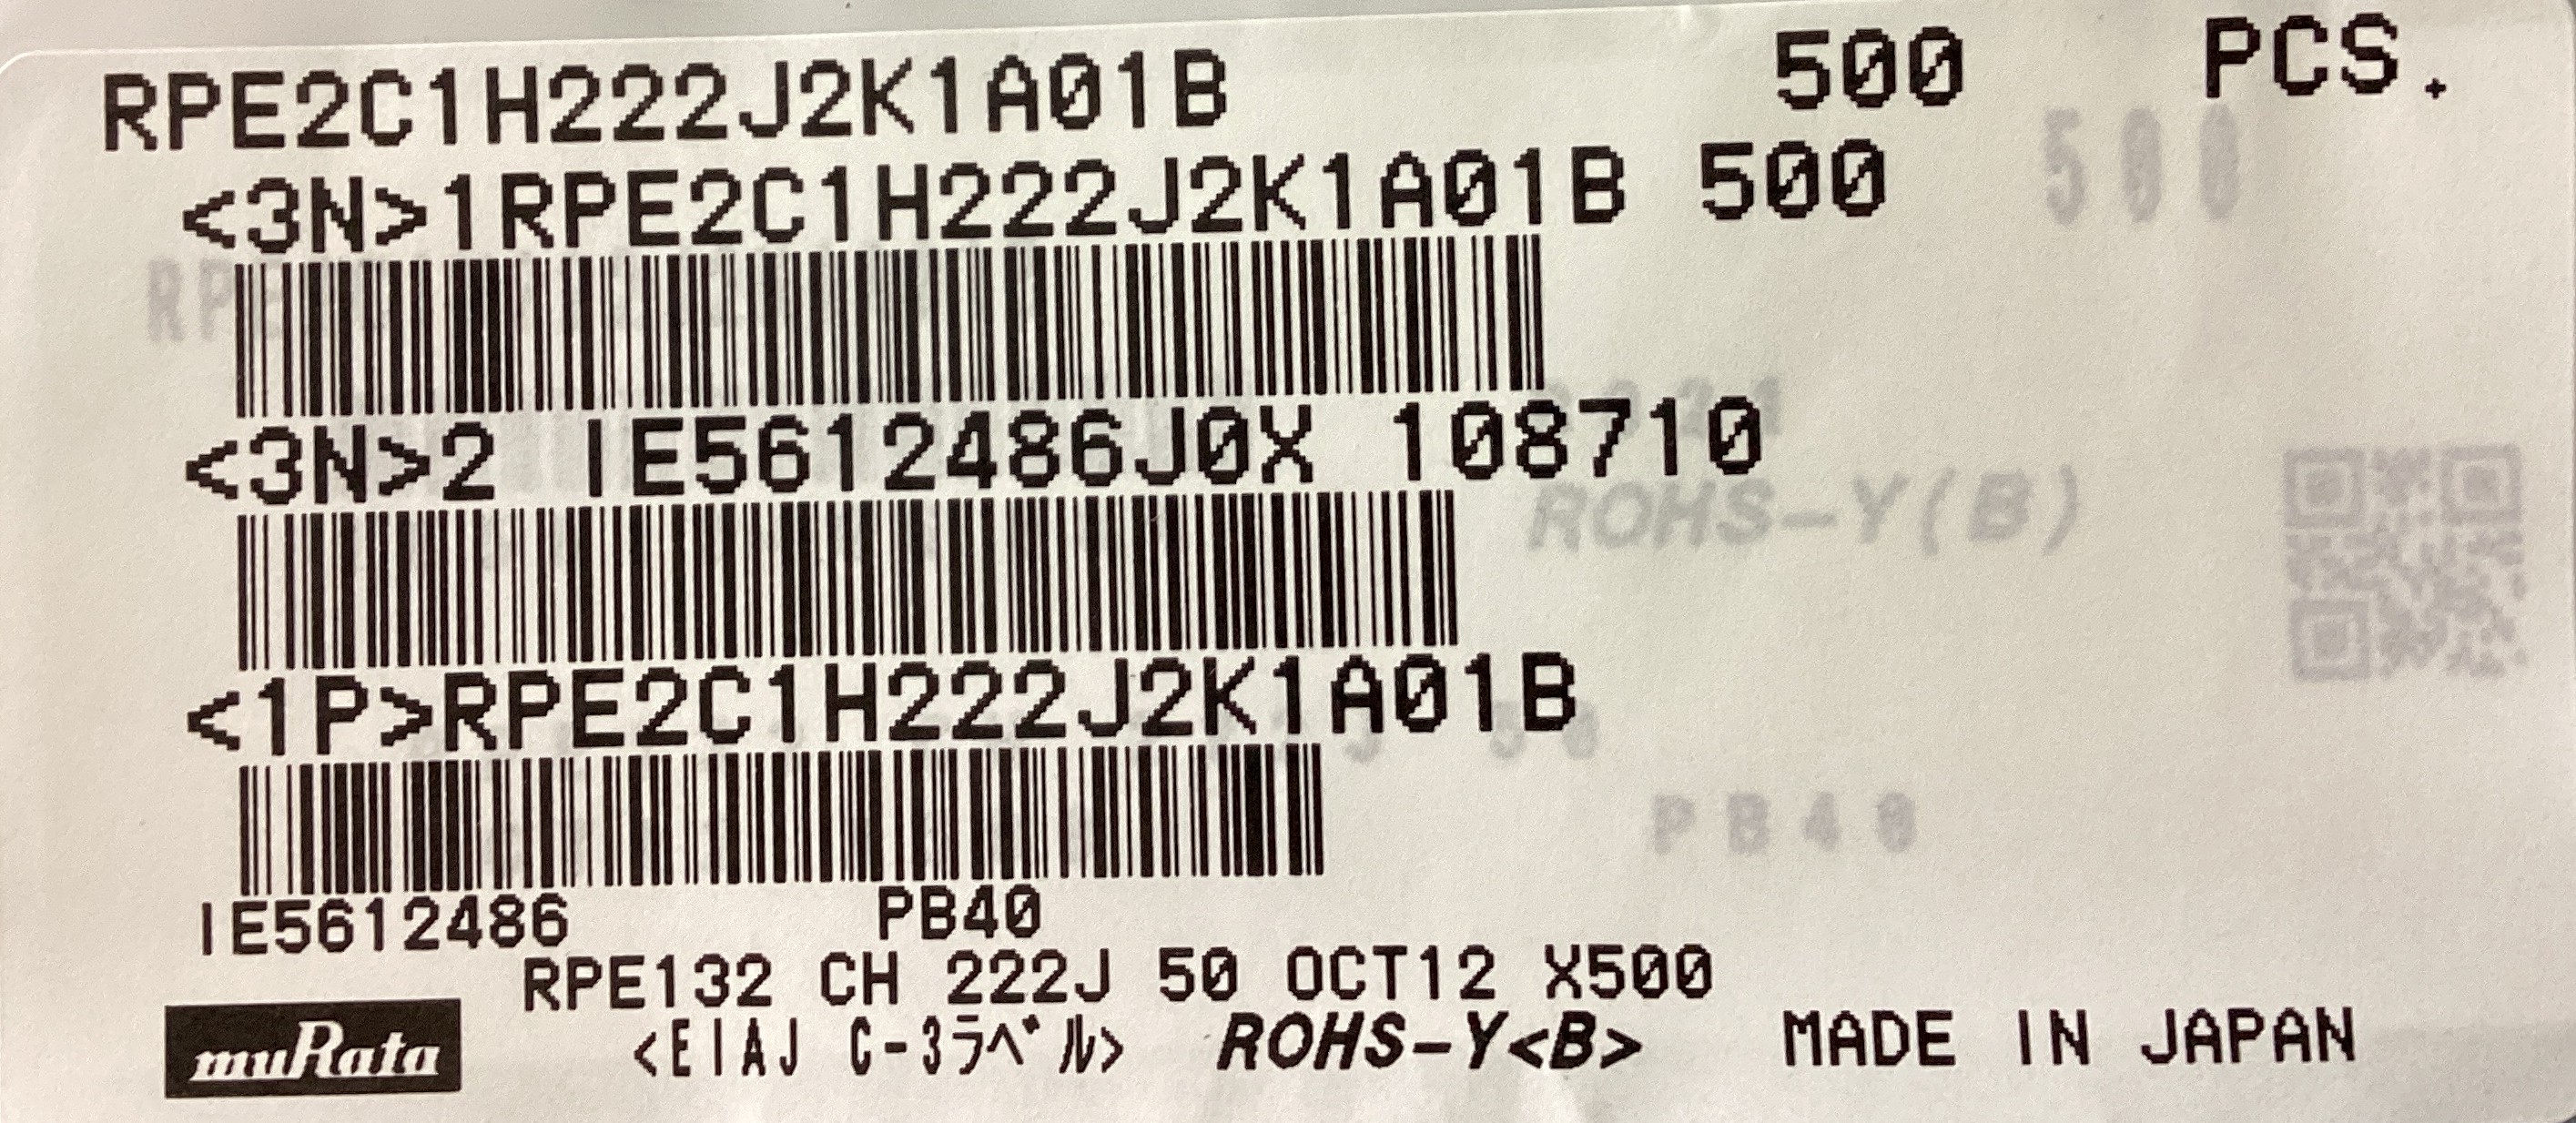 RPE2C1H222J2K1A01B 500 PCS.
500
<3N>1RPE2C1H222J2K1A01B 500
<3N>2 IE5612486J0X 108710
ROHS-Y(B)
<1P>RPE2C1H222J2K1A01B
PB40
IE5612486 PB40
RPE132 CH 222J 50 OCT12 X500
muRata <EIAJ C-3ラベル> ROHS-Y<B> MADE IN JAPAN